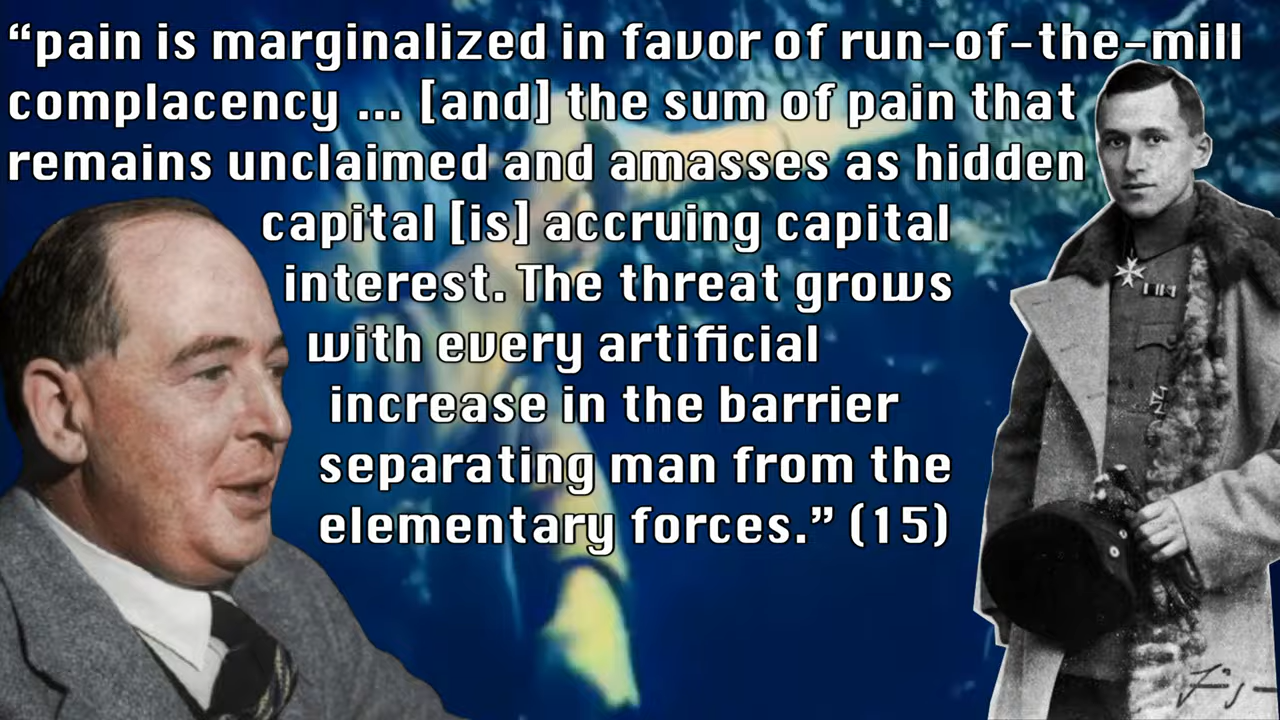 “pain is marginalized in favor of run-of-the-mill
complacency ... [and] the sum of pain that
remains unclaimed and amasses as hidden
capital [is] accruing capital
interest. The threat grows
with every artificial
increase in the barrier
separating man from the
elementary forces.” (15)